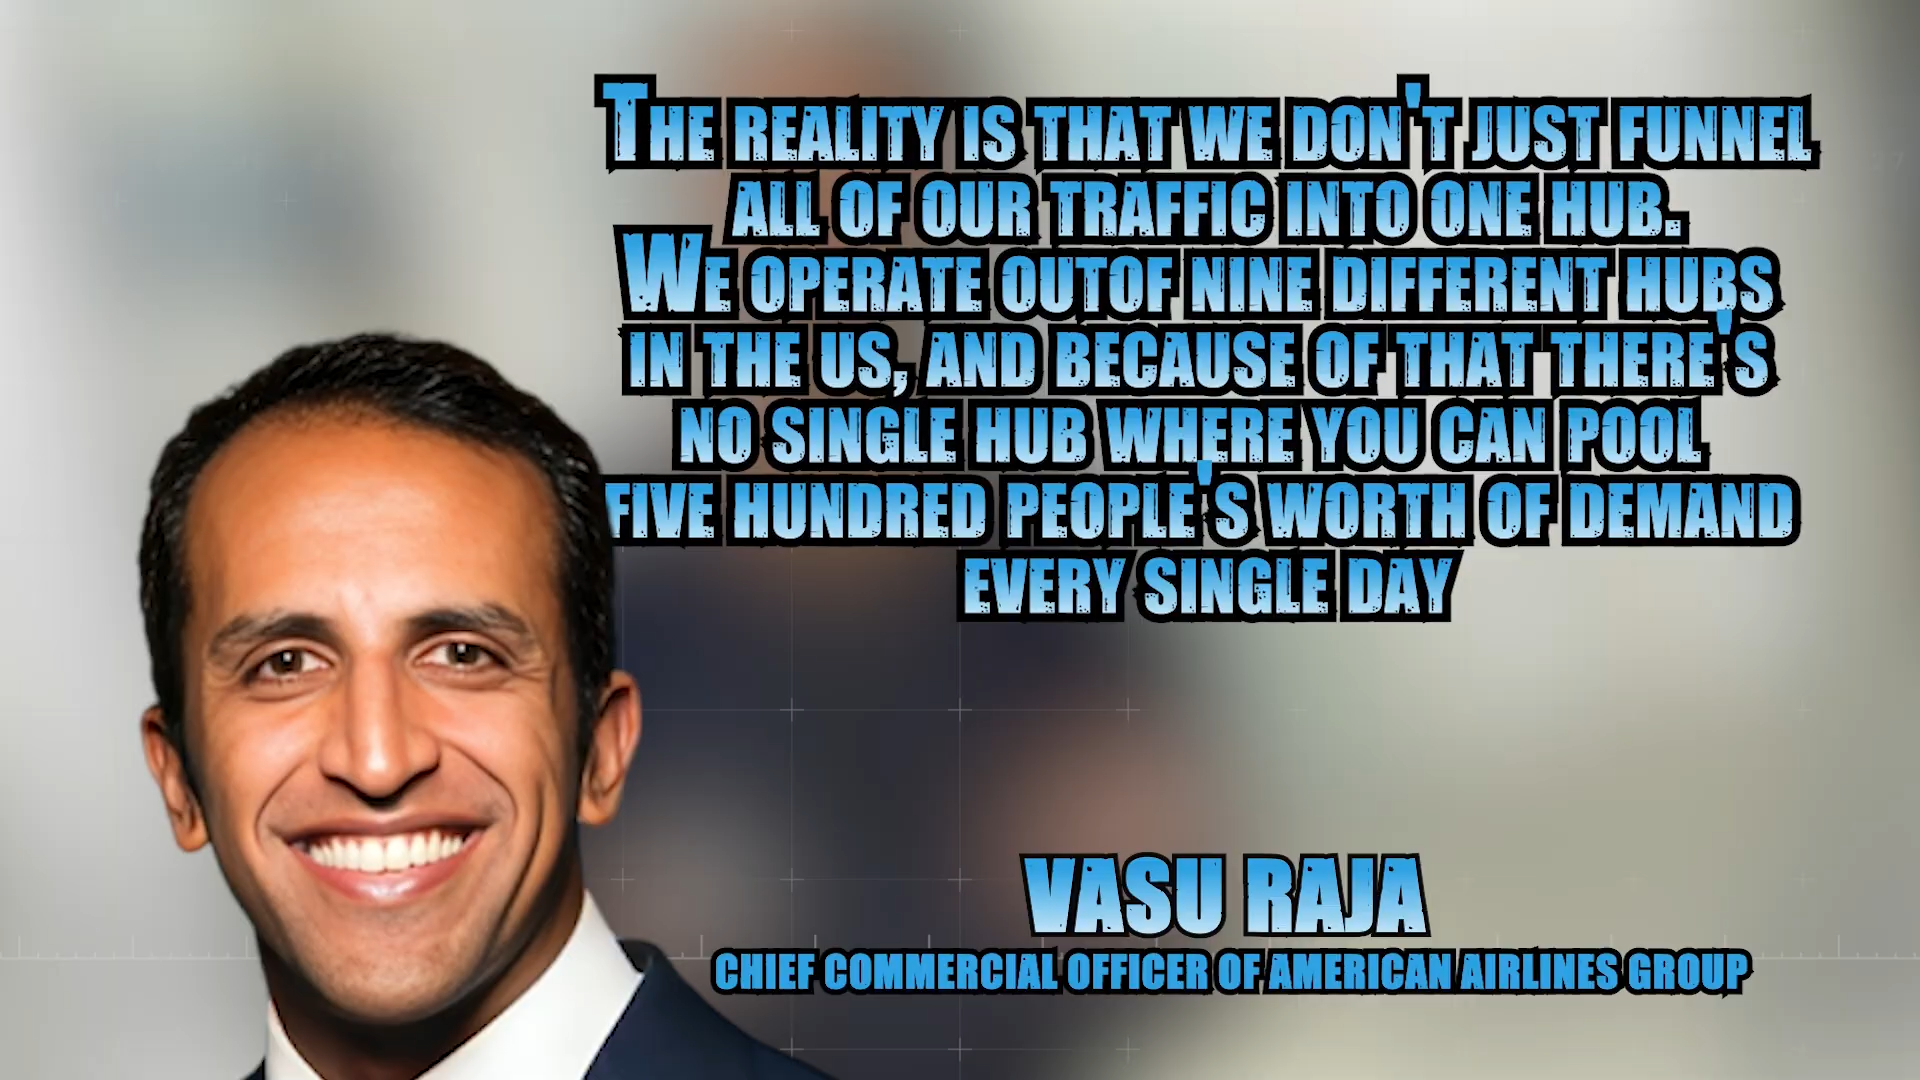 The reality is that we don't just funnel
all of our traffic into one hub.
We operate outof nine different hubs
in the US, and because of that there's
no single hub where you can pool
five hundred people's worth of demand
every single day
VASU RAJA
CHIEF COMMERCIAL OFFICER OF AMERICAN AIRLINES GROUP